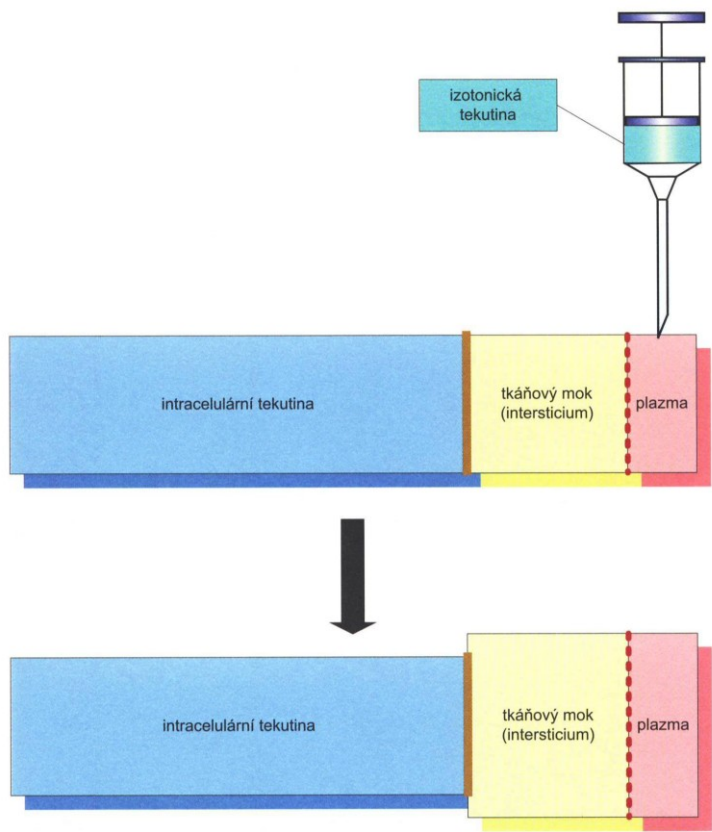 izotonická
tekutina
intracelulární tekutina
tkáňový mok
(intersticium)
plazma
intracelulární tekutina
tkáňový mok
(intersticium)
plazma